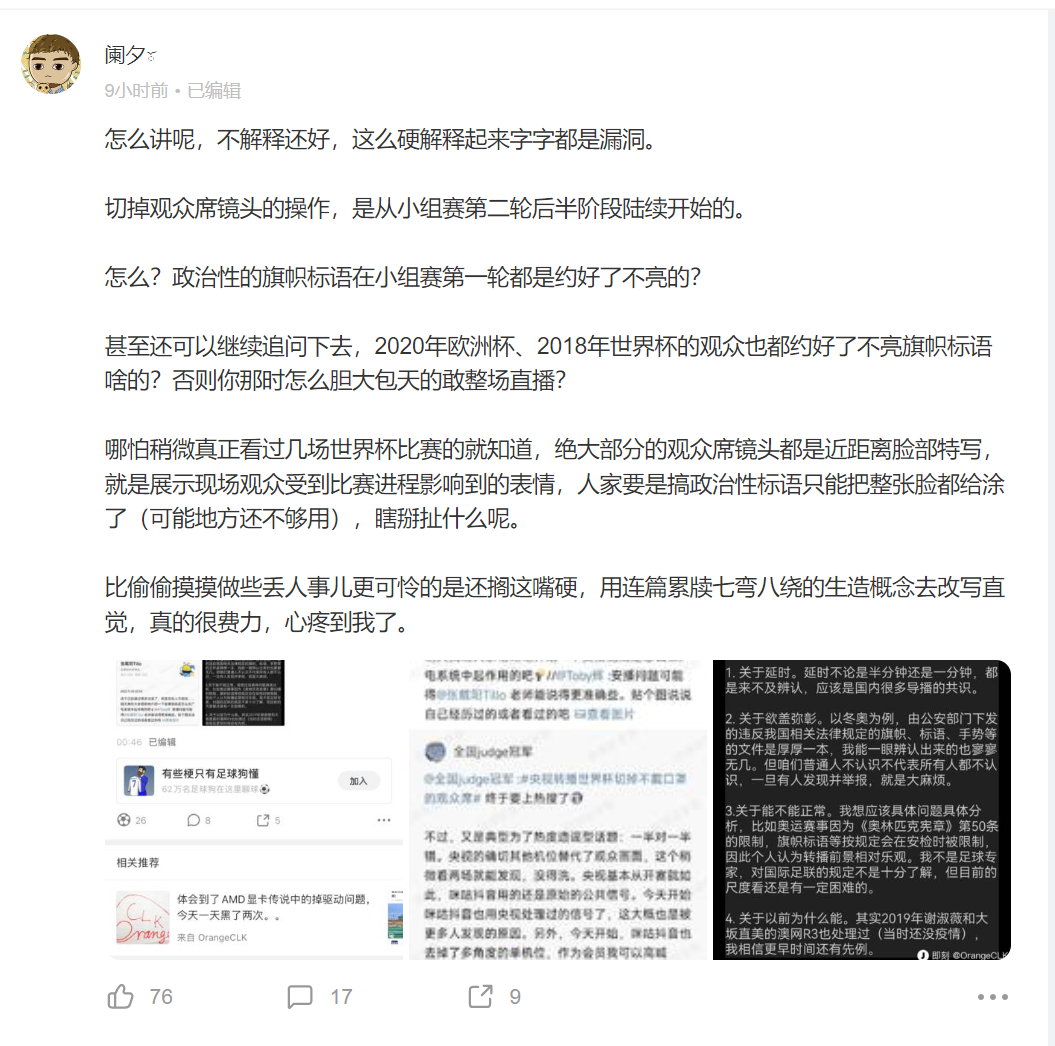 阑夕
9小时前 • 已编辑
怎么讲呢，不解释还好，这么硬解释起来字字都是漏洞。
切掉观众席镜头的操作，是从小组赛第二轮后半阶段陆续开始的。
怎么？政治性的旗帜标语在小组赛第一轮都是约好了不亮的？
甚至还可以继续追问下去，2020年欧洲杯、2018年世界杯的观众也都约好了不亮旗帜标语
啥的？否则你那时怎么胆大包天的敢整场直播？
哪怕稍微真正看过几场世界杯比赛的就知道，绝大部分的观众席镜头都是近距离脸部特写，
就是展示现场观众受到比赛进程影响到的表情，人家要是搞政治性标语只能把整张脸都给涂
了（可能地方还不够用），瞎掰扯什么呢。
比偷偷摸摸做些丢人事儿更可怜的是还搁这嘴硬，用连篇累牍七弯八绕的生造概念去改写直
觉，真的很费力，心疼到我了。
00:46 已编辑
有些梗只有足球狗懂
62万名足球狗在这里聊球
加入
26 8 5
相关推荐
体会到了 AMD 显卡传说中的掉驱动问题，
今天一天黑了两次。。
来自 OrangeCLK
CLK
Orang
电系统中起作用的吧 //@Toby辉 :安播问题可能
得@张戴阳Tilo 老师能说得更准确些。贴个图说说
自己经历过的或者看过的吧 查看图片
全国judge冠军
@全国judge冠军 :#央视转播世界杯切掉不戴口罩
的观众席# 终于要上热搜了
不过，又是典型为了热度造谣型话题：一半对一半
错。央视的确切其他机位替代了观众画面，这个稍
微看两场就能发现，没得洗。央视基本从开赛就如
此，咪咕抖音用的还是原始的公共信号。今天开始
咪咕抖音也用央视处理过的信号了，这大概也是被
更多人发现的原因。另外，今天开始，咪咕抖音也
去掉了多角度的单机位，作为会员我可以高喊
1. 关于延时。延时不论是半分钟还是一分钟，都
是来不及辨认，应该是国内很多导播的共识。
2. 关于欲盖弥彰。以冬奥为例，由公安部门下发
的违反我国相关法律规定的旗帜、标语、手势等
的文件是厚厚一本，我能一眼辨认出来的也寥寥
无几。但咱们普通人不认识不代表所有人都不认
识，一旦有人发现并举报，就是大麻烦。
3.关于能不能正常。我想应该具体问题具体分
析，比如奥运赛事因为《奥林匹克宪章》第50条
的限制，旗帜标语等按规定会在安检时被限制，
因此个人认为转播前景相对乐观。我不是足球专
家，对国际足联的规定不是十分了解，但目前的
尺度看还是有一定困难的。
4. 关于以前为什么能。其实2019年谢淑薇和大
坂直美的澳网R3也处理过（当时还没疫情），
我相信更早时间还有先例。
即刻 @OrangeCLK
76 17 9